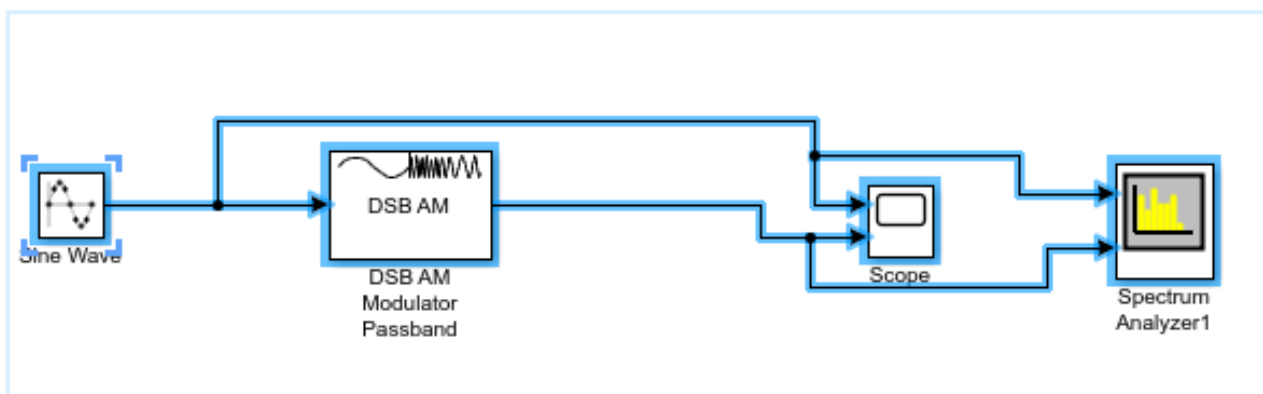 DSB AM
Sine Wave
DSB AM
Modulator
Passband
Scope
Spectrum
Analyzer1